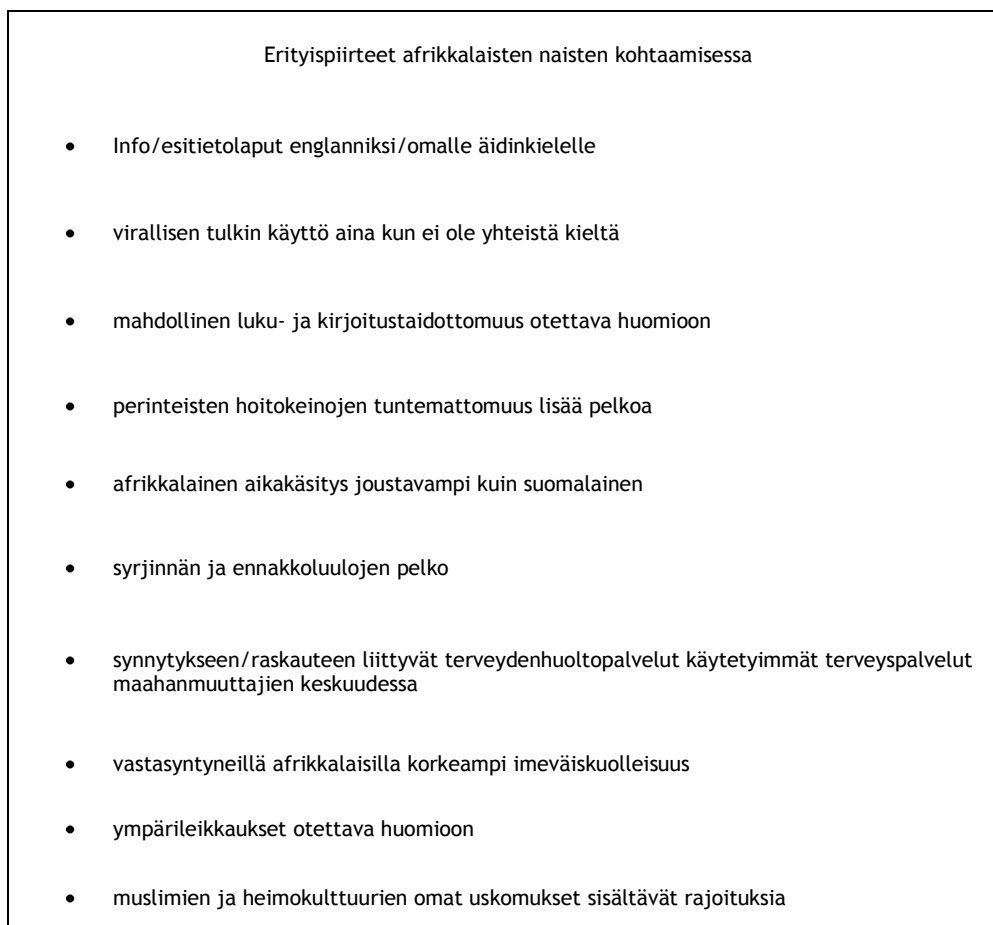 Erityispiirteet afrikkalaisten naisten kohtaamisessa
• Info/esitietolaput englanniksi/omalle äidinkielelle
• virallisen tulkin käyttö aina kun ei ole yhteistä kieltä
• mahdollinen luku- ja kirjoitustaidottomuus otettava huomioon
• perinteisten hoitokeinojen tuntemattomuus lisää pelkoa
• afrikkalainen aikakäsitys joustavampi kuin suomalainen
• syrjinnän ja ennakkoluulojen pelko
• synnytykseen/raskauteen liittyvät terveydenhuoltopalvelut käytetyimmät terveyspalvelut
maahanmuuttajien keskuudessa
• vastasyntyneillä afrikkalaisilla korkeampi imeväiskuolleisuus
• ympärileikkaukset otettava huomioon
• muslimien ja heimokulttuurien omat uskomukset sisältävät rajoituksia